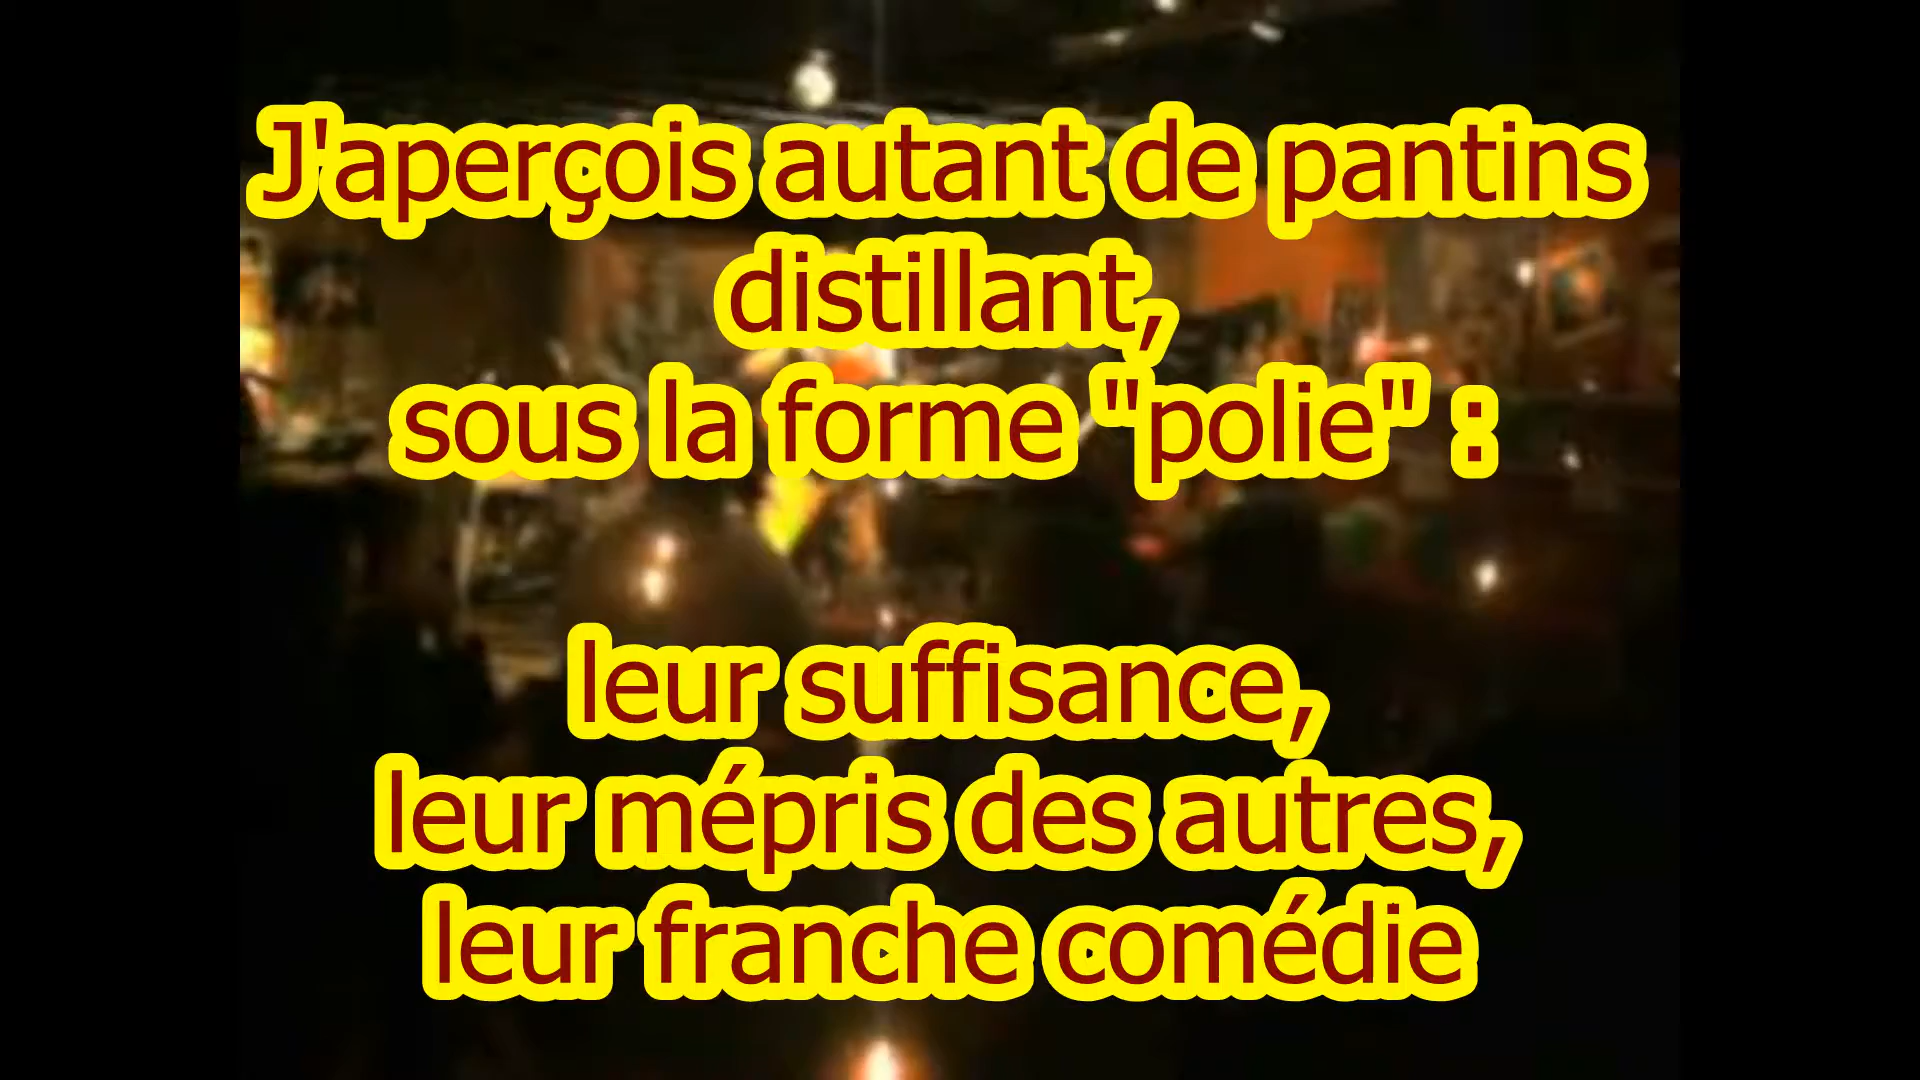 J'aperçois autant de pantins
distillant,
sous la forme "polie" :
leur suffisance,
leur mépris des autres,
leur franche comédie